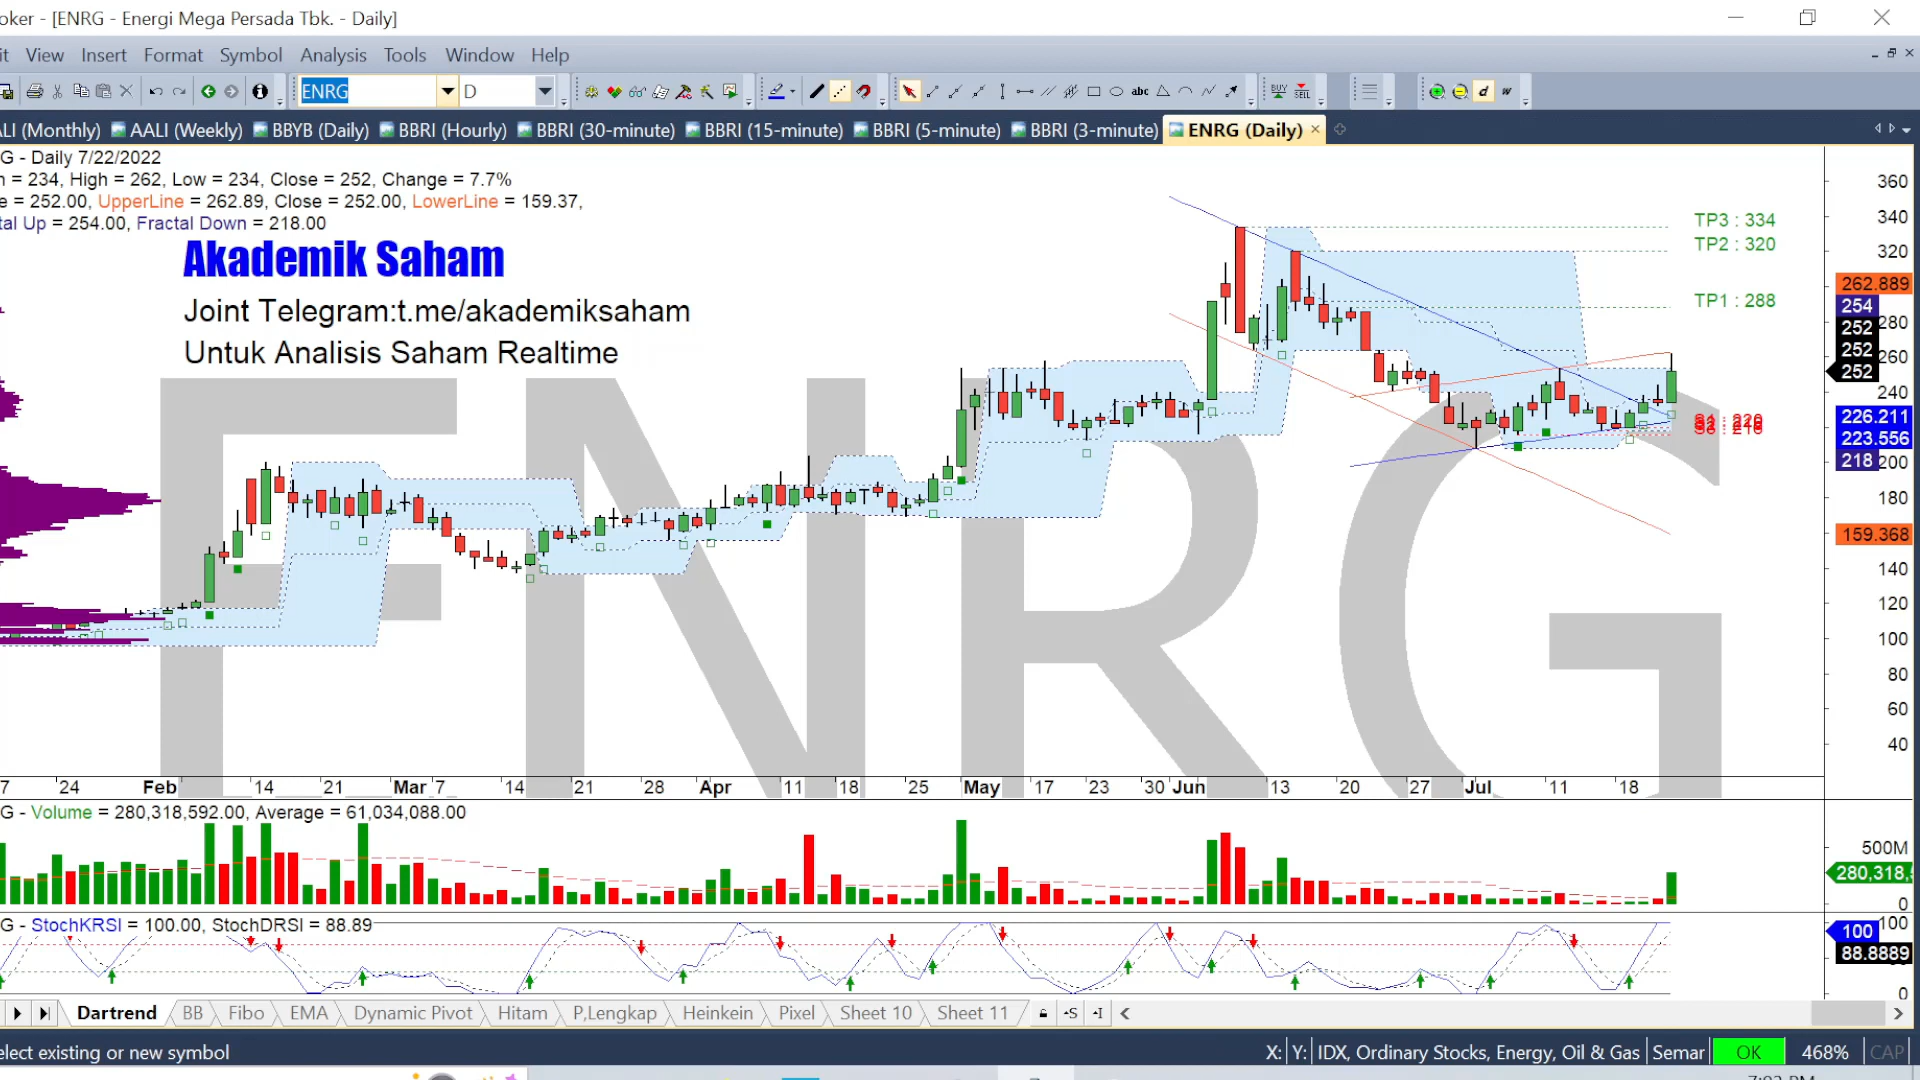 oker - [ENRG - Energi Mega Persada Tbk. - Daily]
it View Insert Format Symbol Analysis Tools Window Help
ENRG D abc BUY SELL d w
ALI (Monthly) AALI (Weekly) BBYB (Daily) BBRI (Hourly) BBRI (30-minute) BBRI (15-minute) BBRI (5-minute) BBRI (3-minute) ENRG (Daily)
G - Daily 7/22/2022
n = 234, High = 262, Low = 234, Close = 252, Change = 7.7%
e = 252.00, UpperLine = 262.89, Close = 252.00, LowerLine = 159.37,
tal Up = 254.00, Fractal Down = 218.00
Akademik Saham
Joint Telegram:t.me/akademiksaham
Untuk Analisis Saham Realtime
ENRG
TP3 : 334
TP2 : 320
TP1 : 288
360
340
320
262.889
254
280
252
252
260
252
240
226.211
223.556
218
200
180
159.368
140
120
100
80
60
40
7 24 Feb 14 21 Mar 7 14 21 28 Apr 11 18 25 May 17 23 30 Jun 13 20 27 Jul 11 18
G - Volume = 280,318,592.00, Average = 61,034,088.00
500M
280,318,
0
G - StochKRSI = 100.00, StochDRSI = 88.89
100
100
88.8889
0
Dartrend BB Fibo EMA Dynamic Pivot Hitam P,Lengkap Heinkein Pixel Sheet 10 Sheet 11 S I
elect existing or new symbol X: Y: IDX, Ordinary Stocks, Energy, Oil & Gas Semar OK 468% CAP